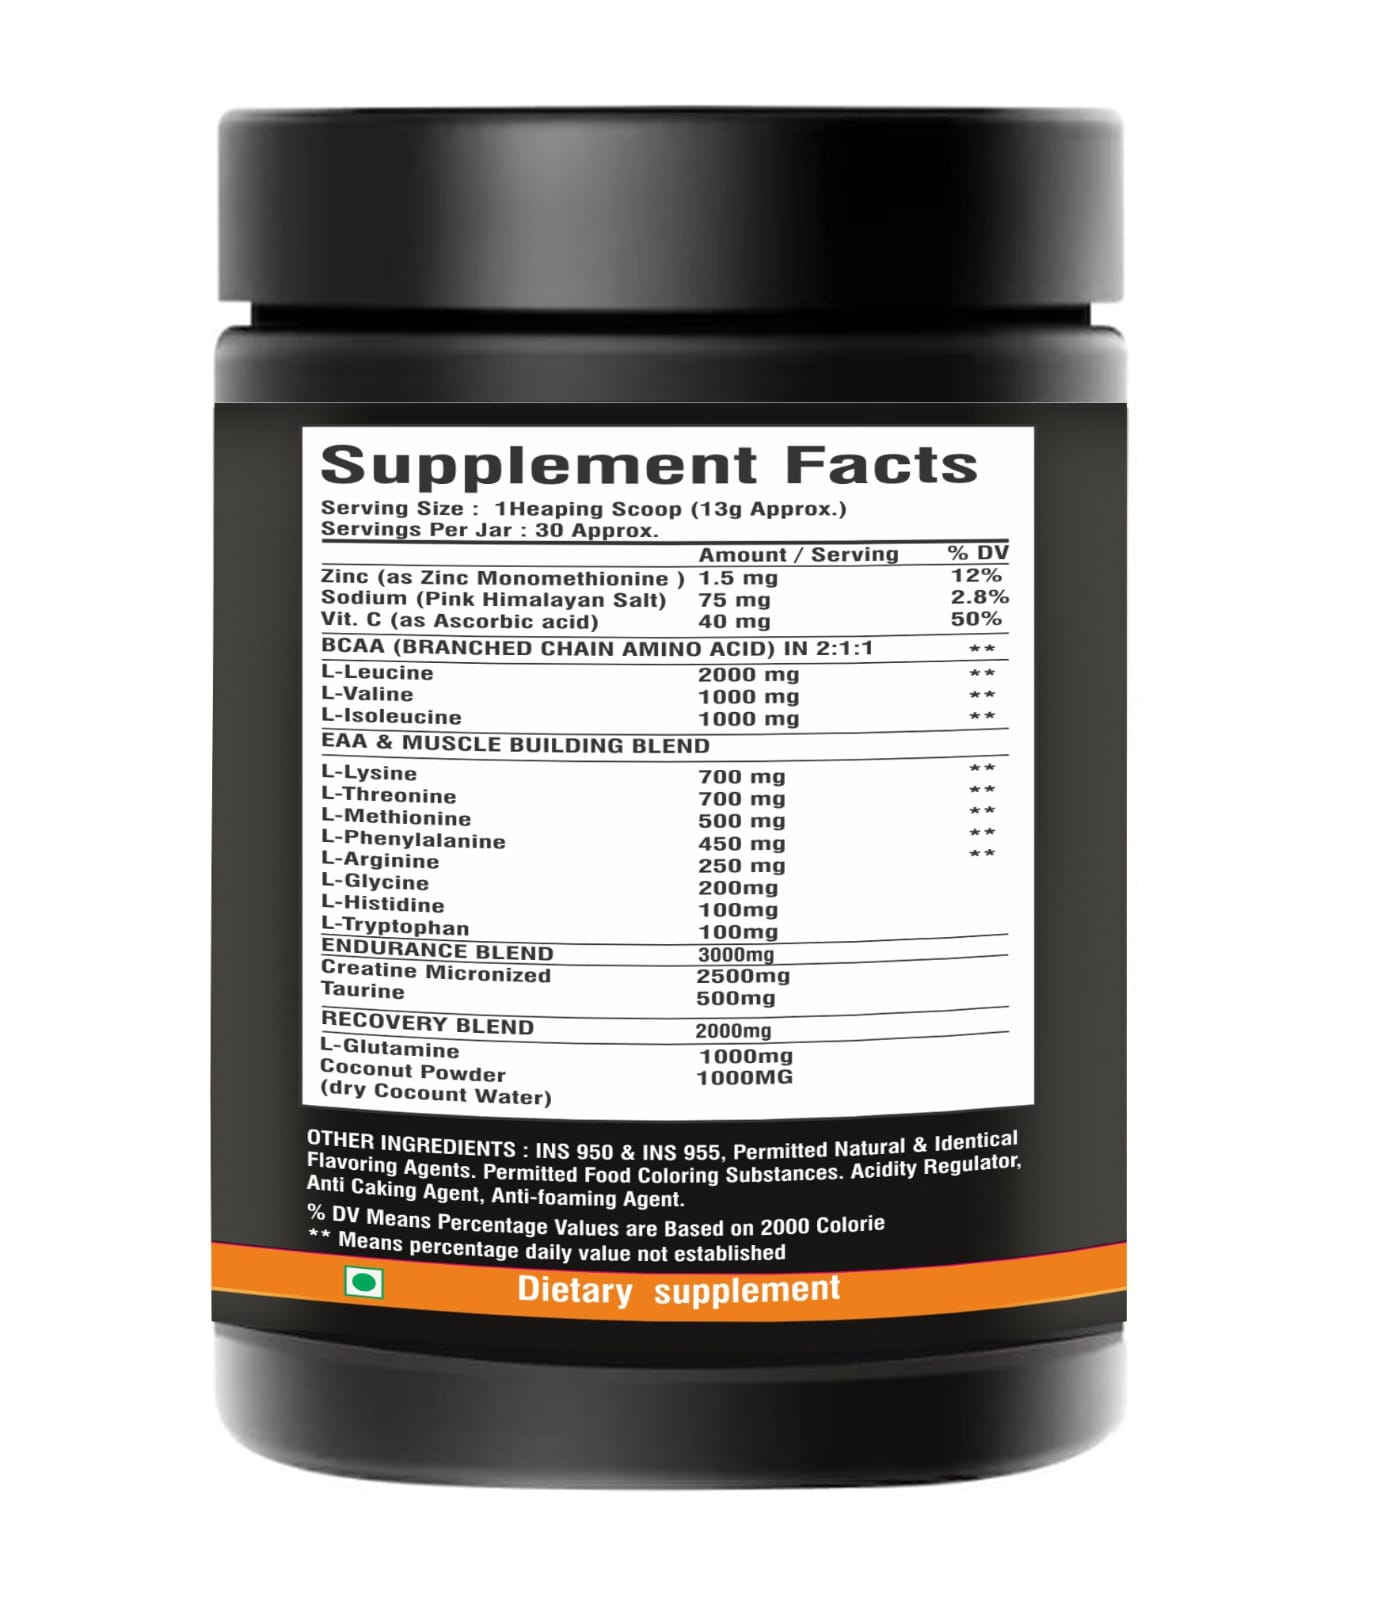 Supplement Facts
Serving Size : 1Heaping Scoop (13g Approx.)
Servings Per Jar : 30 Approx.
Amount / Serving % DV
Zinc (as Zinc Monomethionine ) 1.5 mg 12%
Sodium (Pink Himalayan Salt) 75 mg 2.8%
Vit. C (as Ascorbic acid) 40 mg 50%
BCAA (BRANCHED CHAIN AMINO ACID) IN 2:1:1 **
L-Leucine 2000 mg **
L-Valine 1000 mg **
L-Isoleucine 1000 mg **
EAA & MUSCLE BUILDING BLEND
L-Lysine 700 mg **
L-Threonine 700 mg **
L-Methionine 500 mg **
L-Phenylalanine 450 mg **
L-Arginine 250 mg **
L-Glycine 200mg
L-Histidine 100mg
L-Tryptophan 100mg
ENDURANCE BLEND 3000mg
Creatine Micronized 2500mg
Taurine 500mg
RECOVERY BLEND 2000mg
L-Glutamine 1000mg
Coconut Powder 1000MG
(dry Cocount Water)
OTHER INGREDIENTS : INS 950 & INS 955, Permitted Natural & Identical
Flavoring Agents. Permitted Food Coloring Substances. Acidity Regulator,
Anti Caking Agent, Anti-foaming Agent.
% DV Means Percentage Values are Based on 2000 Colorie
** Means percentage daily value not established
Dietary supplement